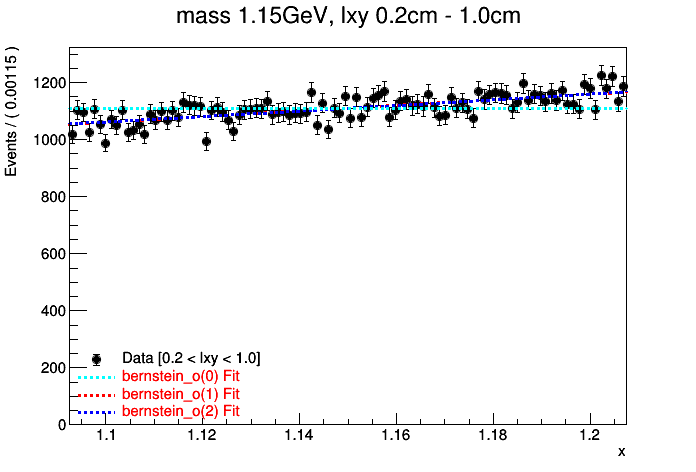 mass 1.15GeV, lxy 0.2cm - 1.0cm
Events / ( 0.00115 )
1200
1000
800
600
400
200
0
Data [0.2 < lxy < 1.0]
bernstein_o(0) Fit
bernstein_o(1) Fit
bernstein_o(2) Fit
1.1 1.12 1.14 1.16 1.18 1.2
x